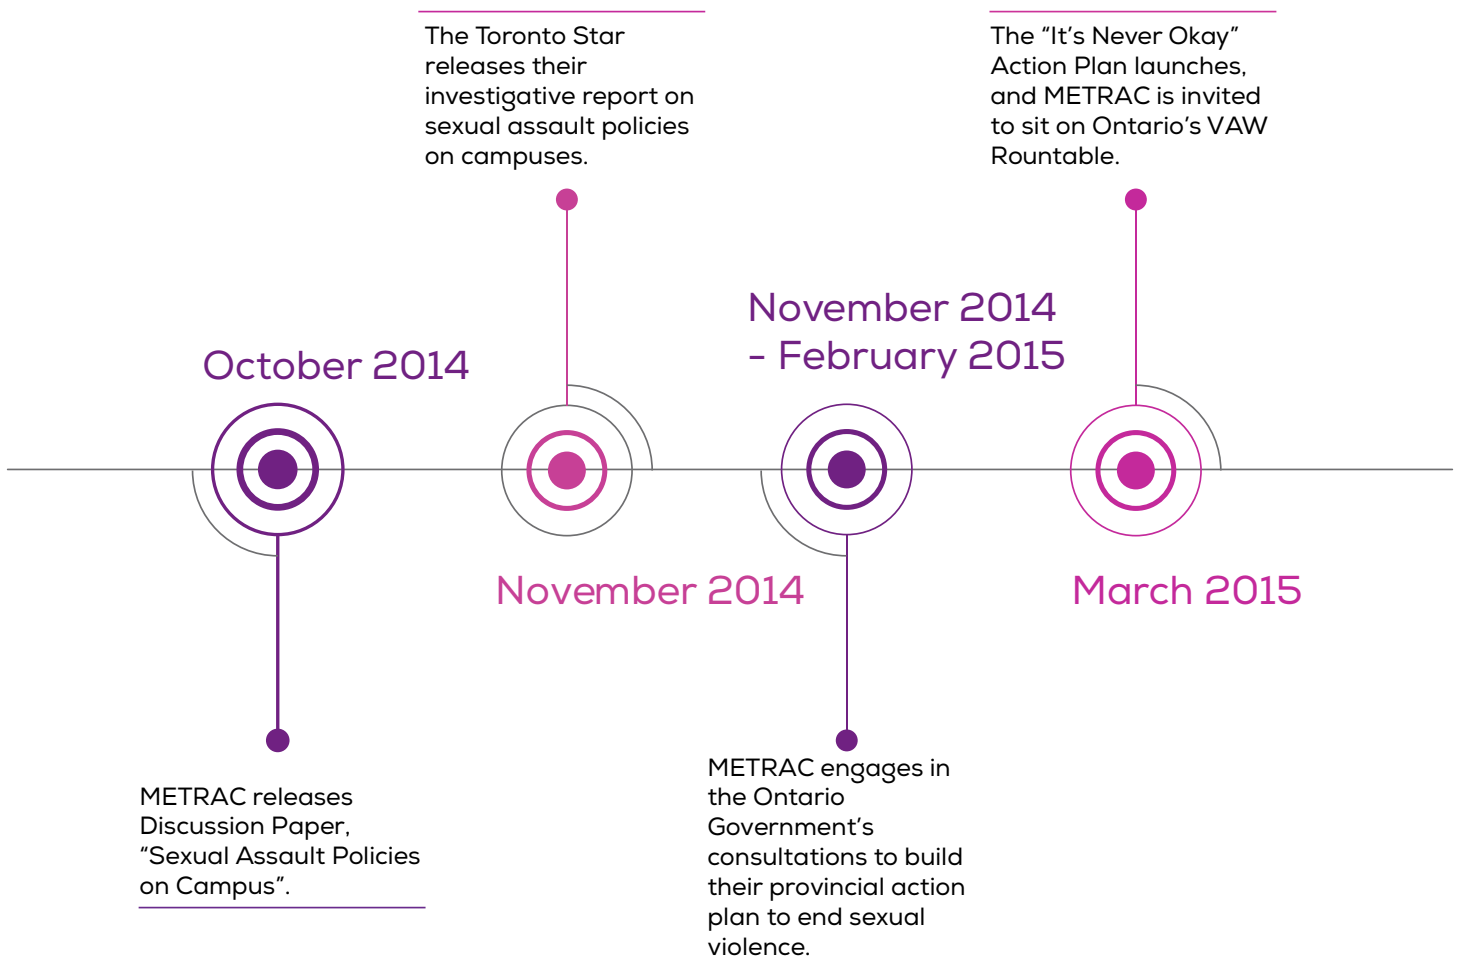 The Toronto Star
releases their
investigative report on
sexual assault policies
on campuses.
The “It’s Never Okay”
Action Plan launches,
and METRAC is invited
to sit on Ontario’s VAW
Rountable.
October 2014
November 2014
- February 2015
November 2014
March 2015
METRAC releases
Discussion Paper,
“Sexual Assault Policies
on Campus”.
METRAC engages in
the Ontario
Government’s
consultations to build
their provincial action
plan to end sexual
violence.